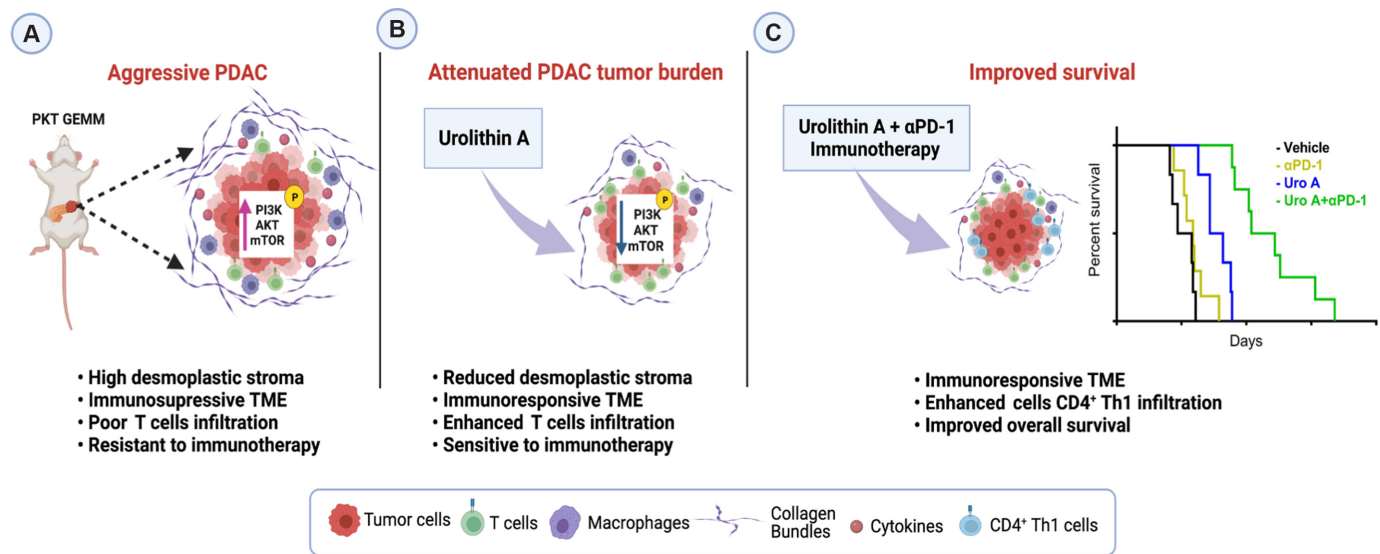 A
Aggressive PDAC
PKT GEMM
P
PI3K
AKT
mTOR
• High desmoplastic stroma
• Immunosupressive TME
• Poor T cells infiltration
• Resistant to immunotherapy
B
Attenuated PDAC tumor burden
Urolithin A
P
PI3K
AKT
mTOR
• Reduced desmoplastic stroma
• Immunoresponsive TME
• Enhanced T cells infiltration
• Sensitive to immunotherapy
C
Improved survival
Urolithin A + αPD-1
Immunotherapy
Percent survival
- Vehicle
- αPD-1
- Uro A
- Uro A+αPD-1
Days
• Immunoresponsive TME
• Enhanced cells CD4⁺ Th1 infiltration
• Improved overall survival
Tumor cells
T cells
Macrophages
Collagen
Bundles
Cytokines
CD4⁺ Th1 cells